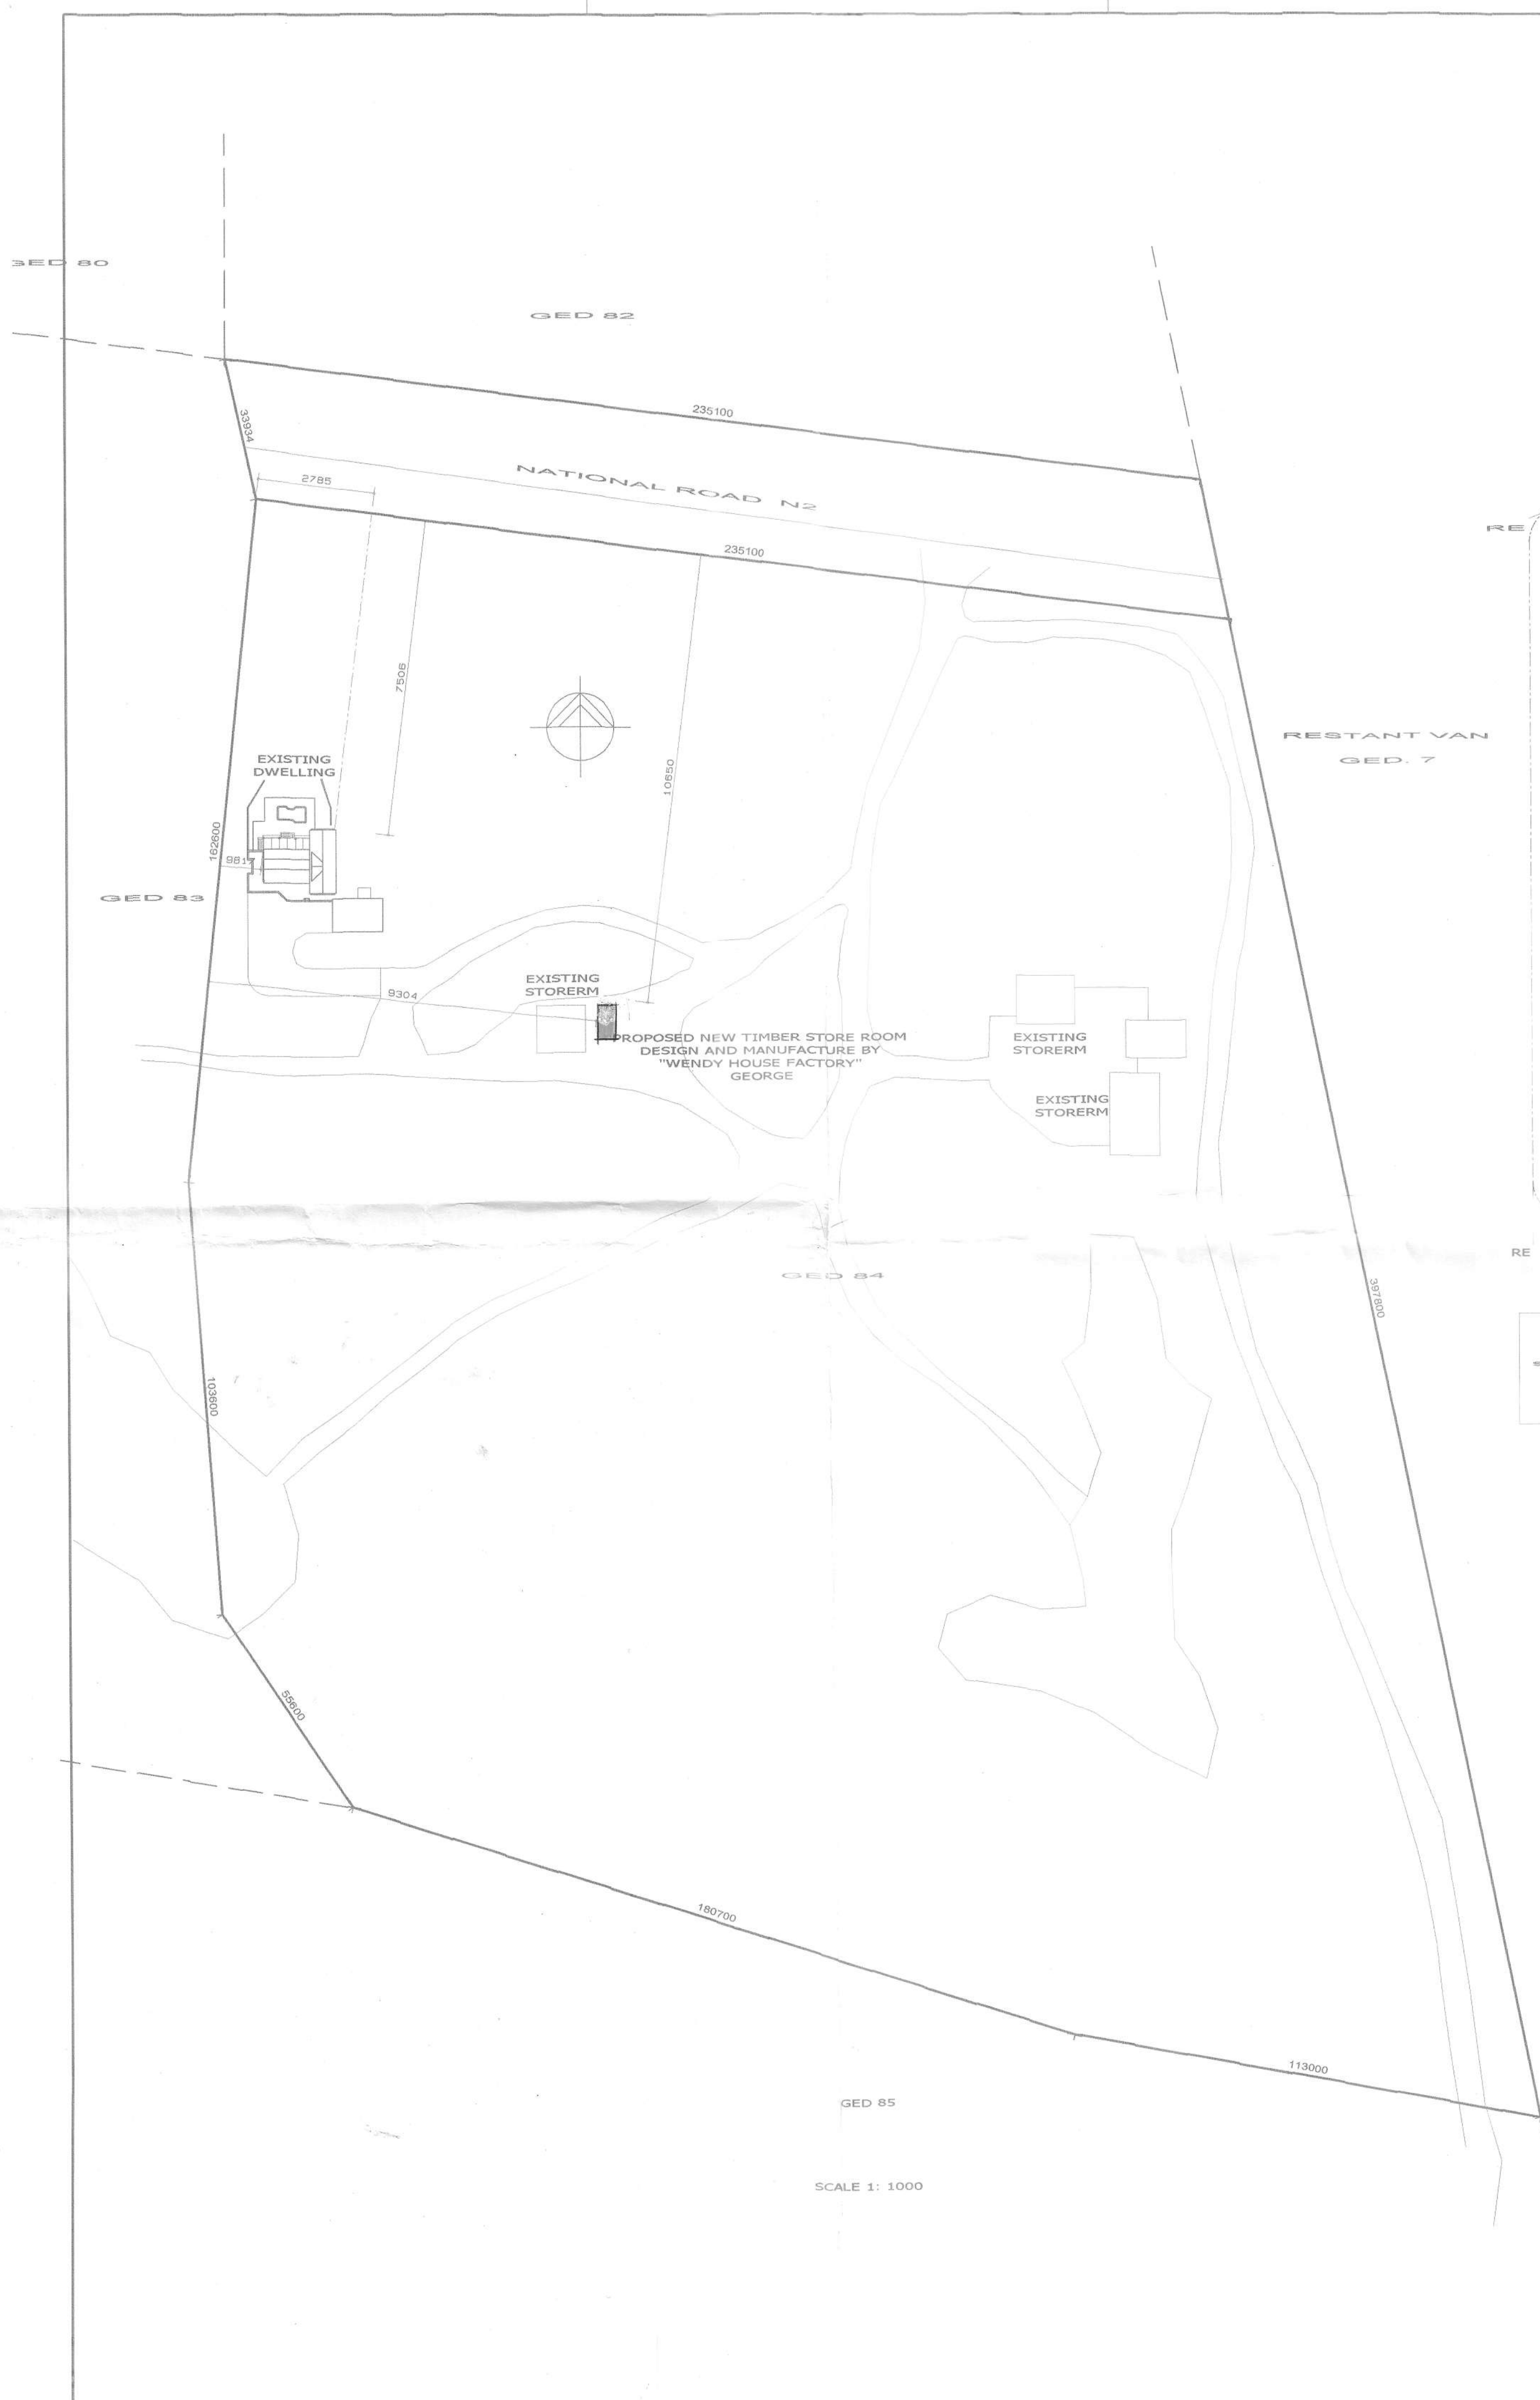 GED 80
GED 82
235100
33934
NATIONAL ROAD N2
2785
235100
RE
7506
RESTANT VAN
GED. 7
EXISTING
DWELLING
10650
162600
9817
GED 83
EXISTING
STORERM
9304
PROPOSED NEW TIMBER STORE ROOM
DESIGN AND MANUFACTURE BY
"WENDY HOUSE FACTORY"
GEORGE
EXISTING
STORERM
EXISTING
STORERM
RE
GED 84
397800
103600
55600
180700
113000
GED 85
SCALE 1: 1000